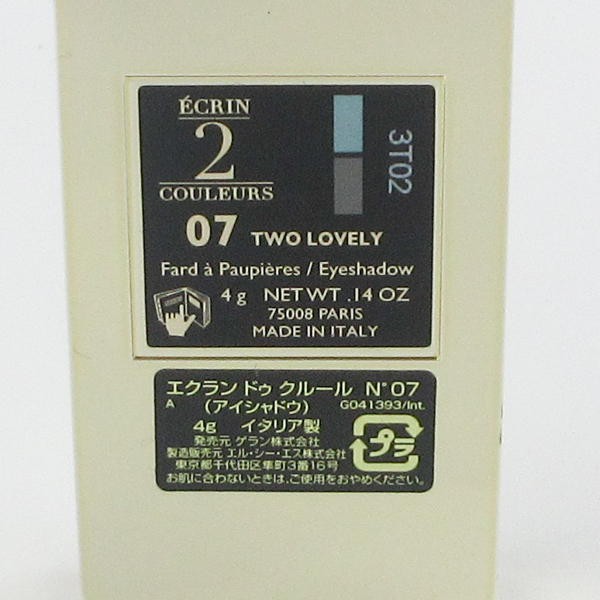 ÉCRIN
2
COULEURS
3T02
07 TWO LOVELY
Fard à Paupières / Eyeshadow
4 g NET WT .14 OZ
75008 PARIS
MADE IN ITALY
エクラン ドゥ クルール N°07
A (アイシャドウ) G041393/Int.
4g イタリア製
発売元 ゲラン株式会社
製造販売元 エル・シー・エス株式会社
東京都千代田区隼町3番16号
お肌に合わないときは、ご使用をおやめください。
プラ